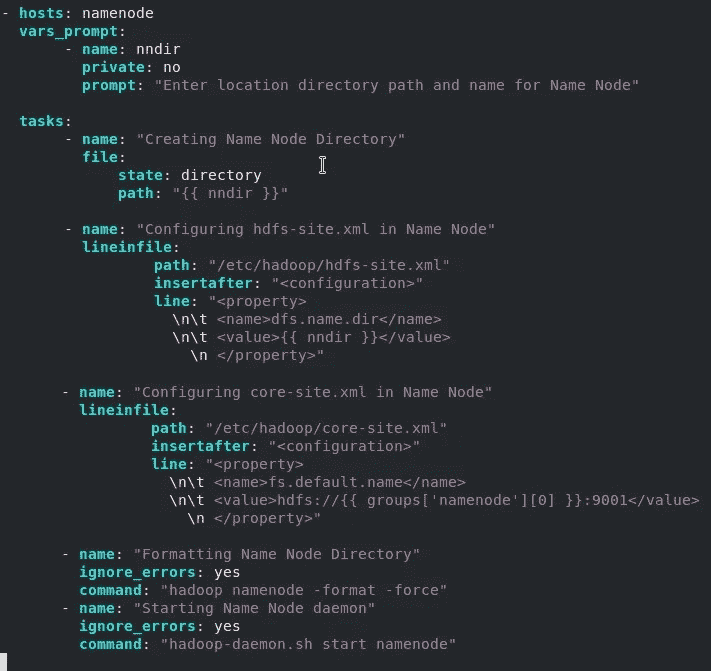 - hosts: namenode
  vars_prompt:
       - name: nndir
         private: no
         prompt: "Enter location directory path and name for Name Node"
  tasks:
       - name: "Creating Name Node Directory"
         file:
             state: directory
             path: "{{ nndir }}"
       - name: "Configuring hdfs-site.xml in Name Node"
         lineinfile:
                 path: "/etc/hadoop/hdfs-site.xml"
                 insertafter: "<configuration>"
                 line: "<property>
                   \n\t <name>dfs.name.dir</name>
                   \n\t <value>{{ nndir }}</value>
                     \n </property>"
       - name: "Configuring core-site.xml in Name Node"
         lineinfile:
                 path: "/etc/hadoop/core-site.xml"
                 insertafter: "<configuration>"
                 line: "<property>
                   \n\t <name>fs.default.name</name>
                   \n\t <value>hdfs://{{ groups['namenode'][0] }}:9001</value>
                     \n </property>"
       - name: "Formatting Name Node Directory"
         ignore_errors: yes
         command: "hadoop namenode -format -force"
       - name: "Starting Name Node daemon"
         ignore_errors: yes
         command: "hadoop-daemon.sh start namenode"